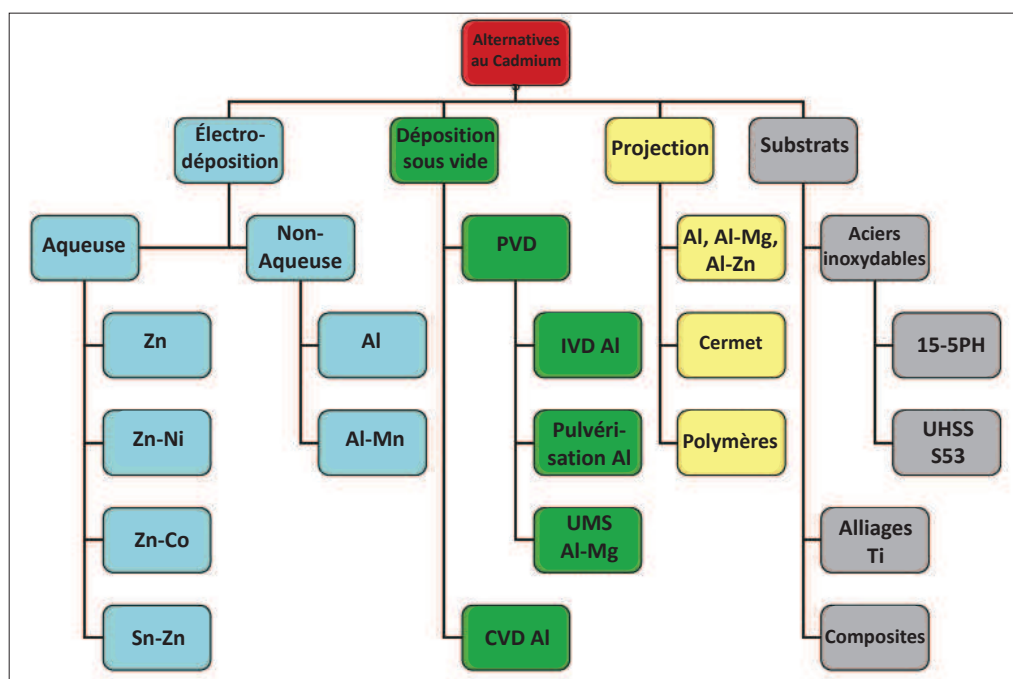 Alternatives
au Cadmium
Électro-
déposition
Déposition
sous vide
Projection
Substrats
Aqueuse
Non-
Aqueuse
PVD
Al, Al-Mg,
Al-Zn
Aciers
inoxydables
Zn
Al
IVD Al
Cermet
15-5PH
Zn-Ni
Al-Mn
Pulvéri-
sation Al
Polymères
UHSS
S53
Zn-Co
UMS
Al-Mg
Alliages
Ti
Sn-Zn
CVD Al
Composites